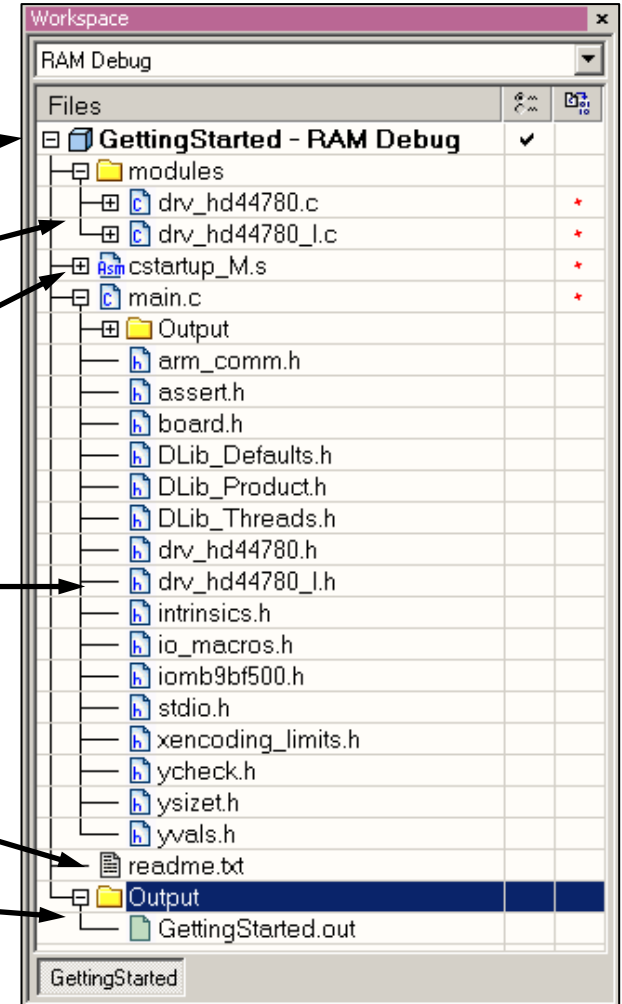 Workspace
RAM Debug
Files
GettingStarted - RAM Debug
modules
drv_hd44780.c
drv_hd44780_l.c
cstartup_M.s
main.c
Output
arm_comm.h
assert.h
board.h
DLib_Defaults.h
DLib_Product.h
DLib_Threads.h
drv_hd44780.h
drv_hd44780_l.h
intrinsics.h
io_macros.h
iomb9bf500.h
stdio.h
xencoding_limits.h
ycheck.h
ysizet.h
yvals.h
readme.txt
Output
GettingStarted.out
GettingStarted